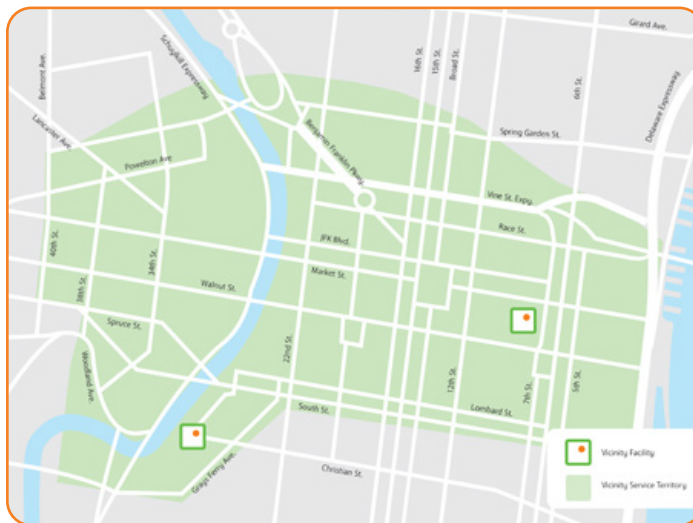 Girard Ave.
Belmont Ave.
Schuylkill Expressway
16th St.
15th St.
Broad St.
6th St.
Delaware Expressway
Lancaster Ave.
Benjamin Franklin Pkwy.
Spring Garden St.
Powelton Ave
Vine St. Expy.
Race St.
40th St.
38th St.
34th St.
JFK Blvd.
Market St.
Walnut St.
Spruce St.
22nd St.
12th St.
7th St.
5th St.
Woodland Ave.
South St.
Lombard St.
Grays Ferry Ave.
Christian St.
Vicinity Facility
Vicinity Service Territory